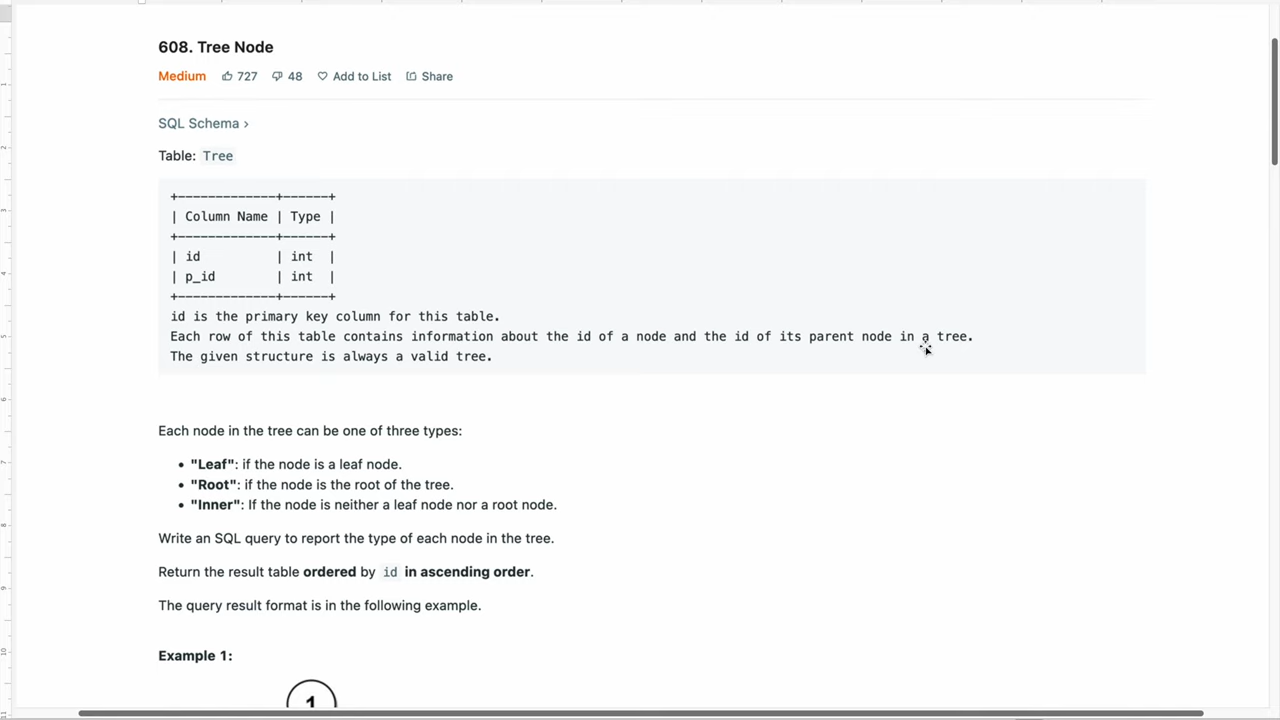 608. Tree Node
Medium 727 48 Add to List Share
SQL Schema >
Table: Tree
+-------------+------+
| Column Name | Type |
+-------------+------+
| id          | int  |
| p_id        | int  |
+-------------+------+
id is the primary key column for this table.
Each row of this table contains information about the id of a node and the id of its parent node in a tree.
The given structure is always a valid tree.
Each node in the tree can be one of three types:
• "Leaf": if the node is a leaf node.
• "Root": if the node is the root of the tree.
• "Inner": If the node is neither a leaf node nor a root node.
Write an SQL query to report the type of each node in the tree.
Return the result table ordered by id in ascending order.
The query result format is in the following example.
Example 1:
1